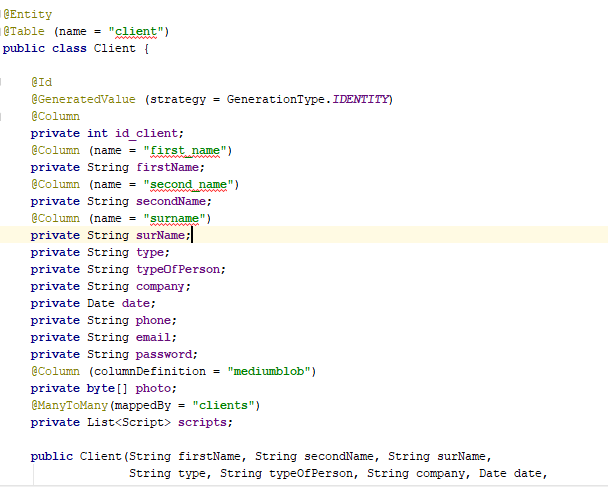 @Entity
@Table (name = "client")
public class Client {
@Id
@GeneratedValue (strategy = GenerationType.IDENTITY)
@Column
private int id_client;
@Column (name = "first_name")
private String firstName;
@Column (name = "second_name")
private String secondName;
@Column (name = "surname")
private String surName;
private String type;
private String typeOfPerson;
private String company;
private Date date;
private String phone;
private String email;
private String password;
@Column (columnDefinition = "mediumblob")
private byte[] photo;
@ManyToMany(mappedBy = "clients")
private List<Script> scripts;
public Client(String firstName, String secondName, String surName,
String type, String typeOfPerson, String company, Date date,